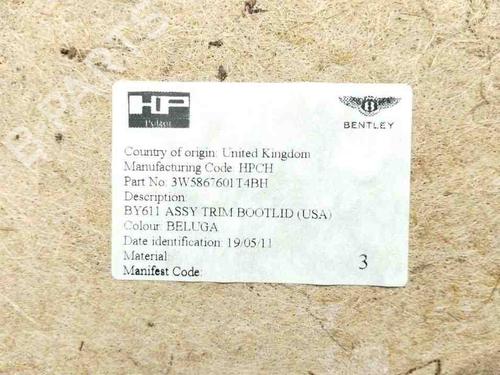 HP
Pelzer
BENTLEY
Country of origin: United Kingdom
Manufacturing Code: HPCH
Part No. 3W5867601T4BH
Description:
BY611 ASSY TRIM BOOTLID (USA)
Colour: BELUGA
Date identification: 19/05/11
Material:
Manifest Code:
3
B-PARTS